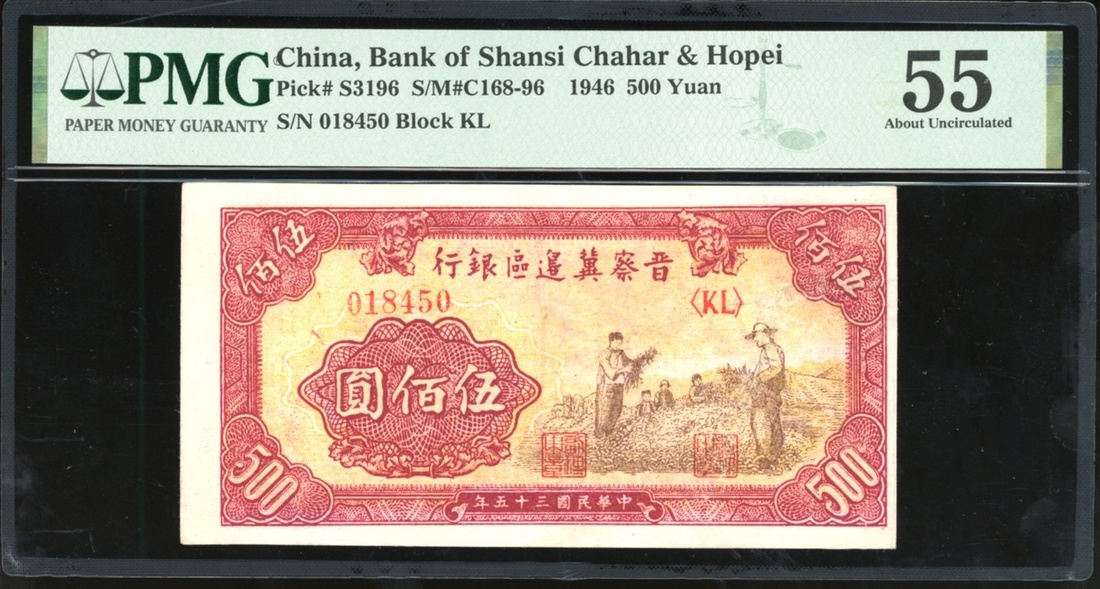 PMG
PAPER MONEY GUARANTY
China, Bank of Shansi Chahar & Hopei
Pick# S3196 S/M#C168-96 1946 500 Yuan
S/N 018450 Block KL
55
About Uncirculated
伍佰
行銀區邊冀察晋
伍佰
018450
〈KL〉
圓佰伍
500
年五十三國民華中
500